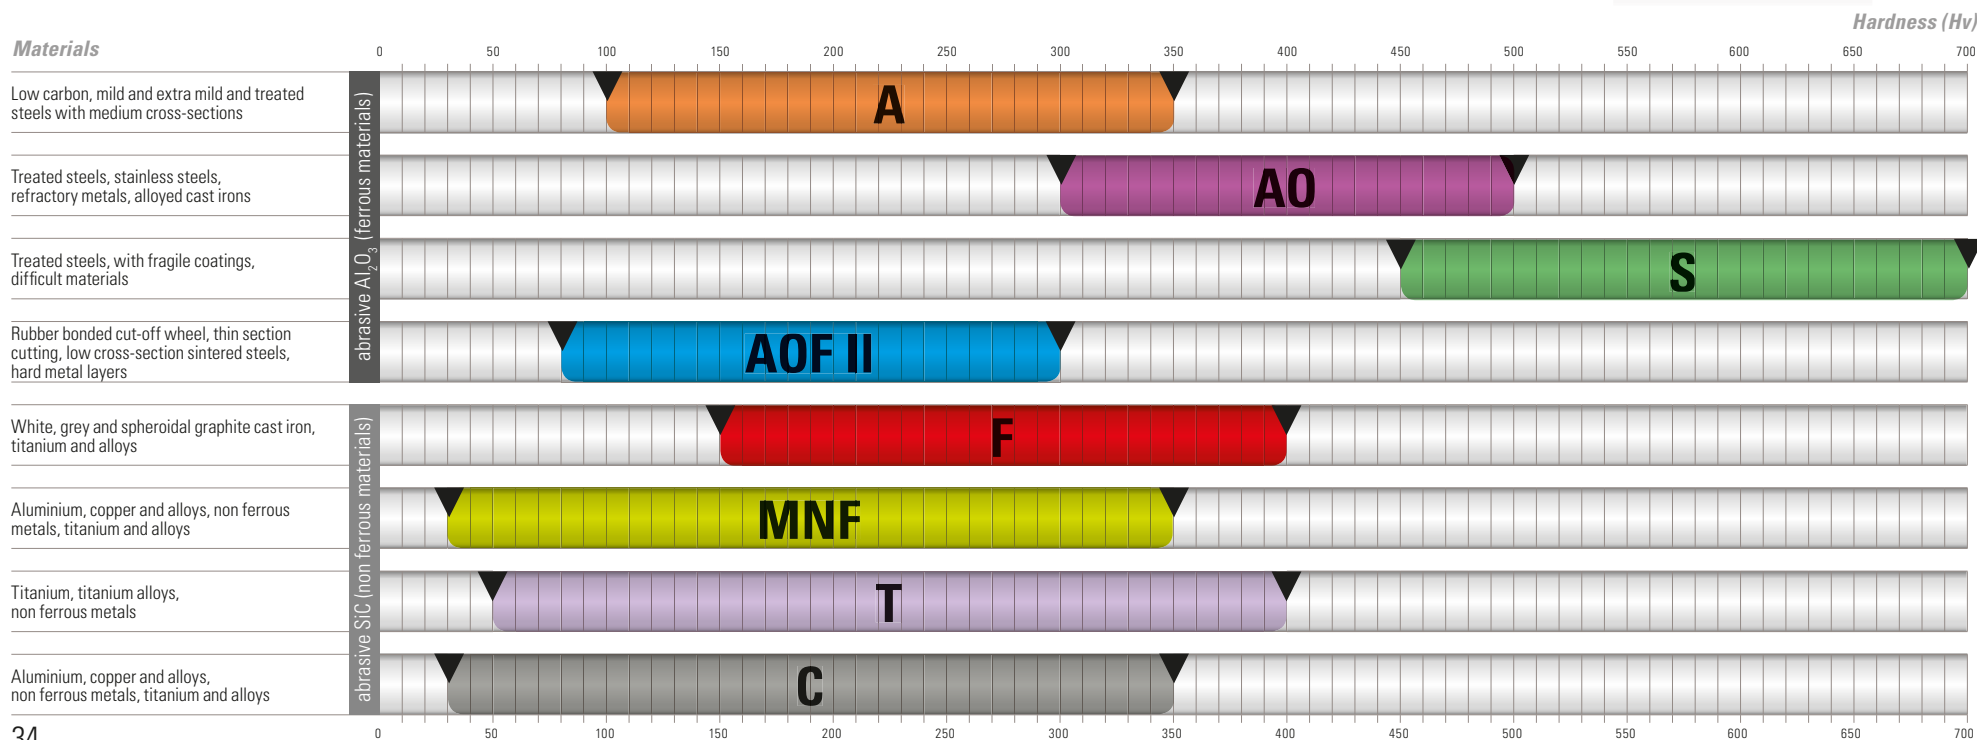 Hardness (Hv)
Materials
0 50 100 150 200 250 300 350 400 450 500 550 600 650 700
Low carbon, mild and extra mild and treated
steels with medium cross-sections
A
Treated steels, stainless steels,
refractory metals, alloyed cast irons
AO
Treated steels, with fragile coatings,
difficult materials
S
Rubber bonded cut-off wheel, thin section
cutting, low cross-section sintered steels,
hard metal layers
AOF II
abrasive Al₂O₃ (ferrous materials)
White, grey and spheroidal graphite cast iron,
titanium and alloys
F
Aluminium, copper and alloys, non ferrous
metals, titanium and alloys
MNF
Titanium, titanium alloys,
non ferrous metals
T
Aluminium, copper and alloys,
non ferrous metals, titanium and alloys
C
abrasive SiC (non ferrous materials)
0 50 100 150 200 250 300 350 400 450 500 550 600 650 700
34